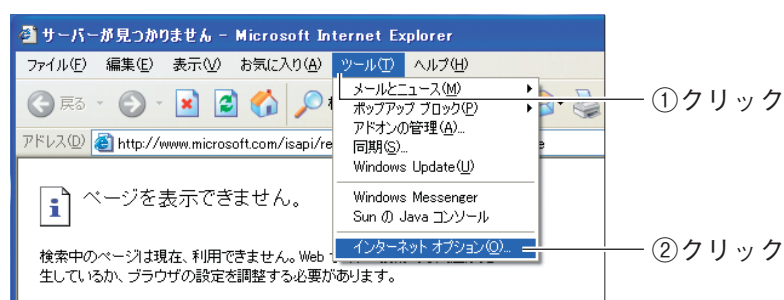 サーバーが見つかりません - Microsoft Internet Explorer
ファイル(F) 編集(E) 表示(V) お気に入り(A) ツール(T) ヘルプ(H)
メールとニュース(M)
戻る
ポップアップ ブロック(P)
①クリック
アドオンの管理(A)...
アドレス(D) http://www.microsoft.com/isapi/re
同期(S)...
Windows Update(U)
ページを表示できません。
Windows Messenger
Sun の Java コンソール
インターネット オプション(O)...
②クリック
検索中のページは現在、利用できません。Web
生しているか、ブラウザの設定を調整する必要があります。